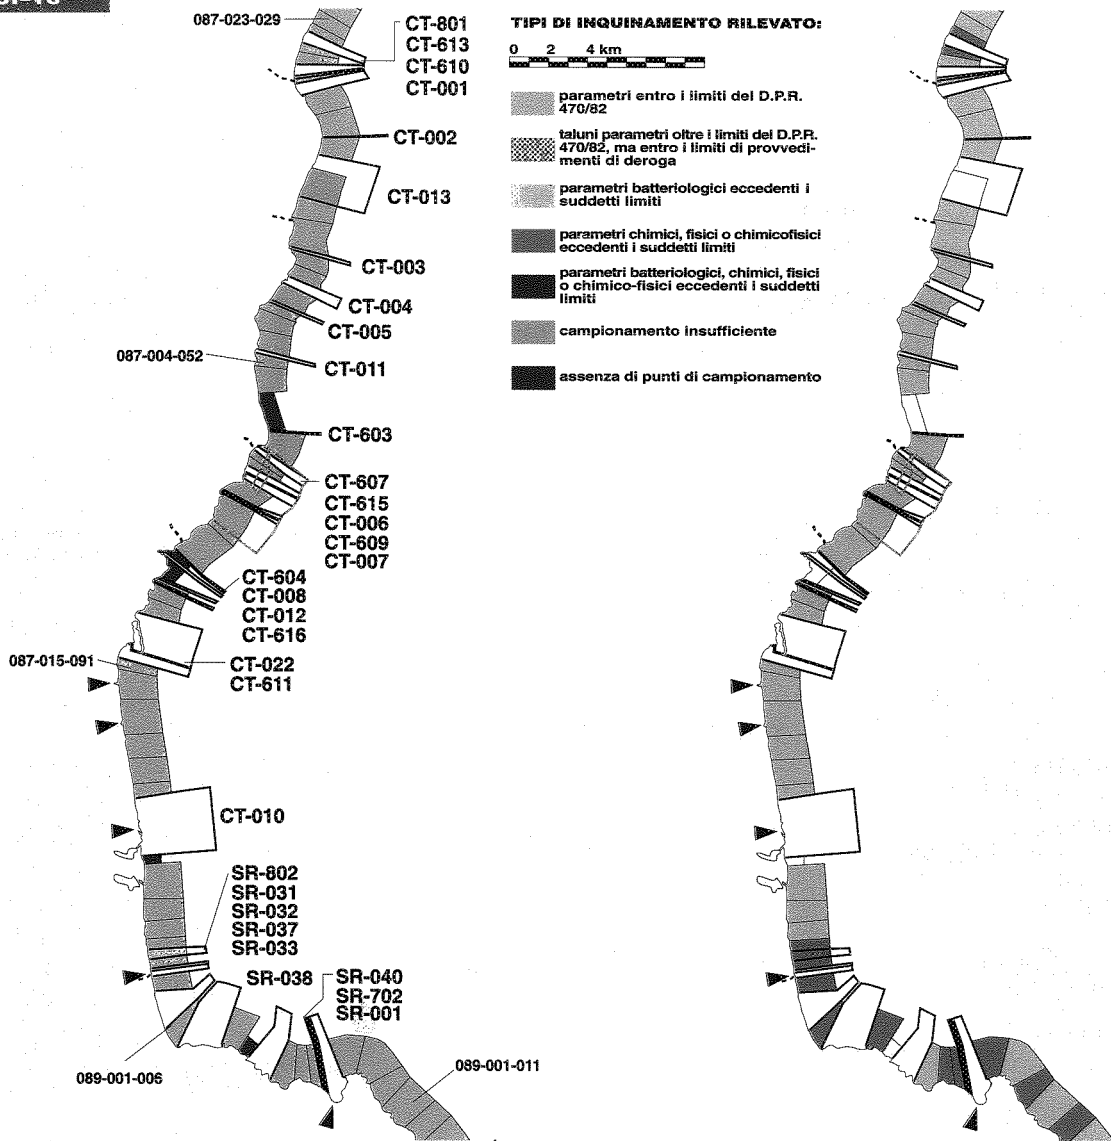 087-023-029
CT-801
CT-613
CT-610
CT-001
CT-002
CT-013
CT-003
CT-004
CT-005
087-004-052
CT-011
CT-603
CT-607
CT-615
CT-006
CT-609
CT-007
CT-604
CT-008
CT-012
CT-616
087-015-091
CT-022
CT-611
CT-010
SR-802
SR-031
SR-032
SR-037
SR-033
SR-038
SR-040
SR-702
SR-001
089-001-006
089-001-011
TIPI DI INQUINAMENTO RILEVATO:
0 2 4 km
parametri entro i limiti del D.P.R.
470/82
taluni parametri oltre i limiti del D.P.R.
470/82, ma entro i limiti di provvedi-
menti di deroga
parametri batteriologici eccedenti i
suddetti limiti
parametri chimici, fisici o chimicofisici
eccedenti i suddetti limiti
parametri batteriologici, chimici, fisici
o chimico-fisici eccedenti i suddetti
limiti
campionamento insufficiente
assenza di punti di campionamento